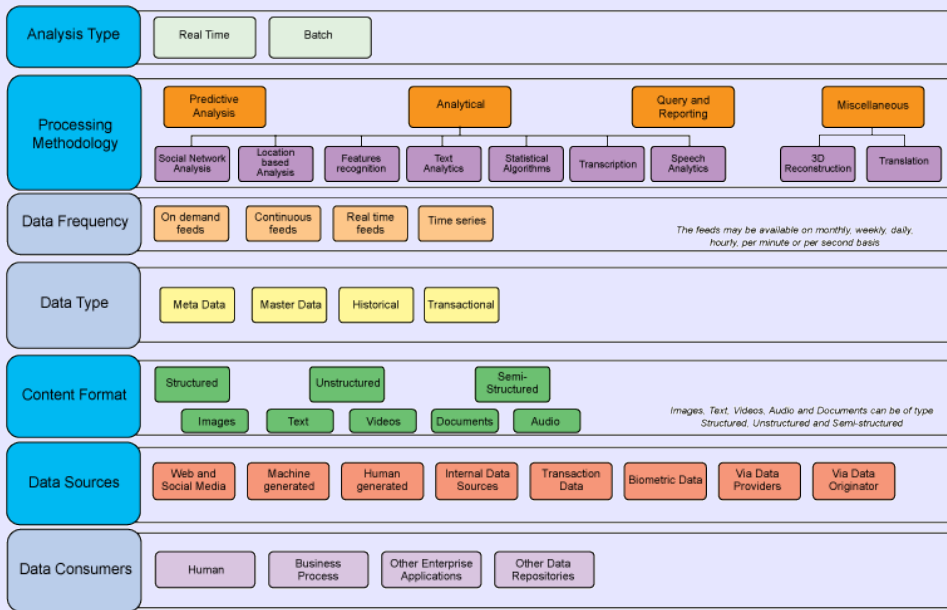 Analysis Type
Real Time
Batch
Processing
Methodology
Predictive
Analysis
Analytical
Query and
Reporting
Miscellaneous
Social Network
Analysis
Location
based
Analysis
Features
recognition
Text
Analytics
Statistical
Algorithms
Transcription
Speech
Analytics
3D
Reconstruction
Translation
Data Frequency
On demand
feeds
Continuous
feeds
Real time
feeds
Time series
The feeds may be available on monthly, weekly, daily,
hourly, per minute or per second basis
Data Type
Meta Data
Master Data
Historical
Transactional
Content Format
Structured
Unstructured
Semi-
Structured
Images
Text
Videos
Documents
Audio
Images, Text, Videos, Audio and Documents can be of type
Structured, Unstructured and Semi-structured
Data Sources
Web and
Social Media
Machine
generated
Human
generated
Internal Data
Sources
Transaction
Data
Biometric Data
Via Data
Providers
Via Data
Originator
Data Consumers
Human
Business
Process
Other Enterprise
Applications
Other Data
Repositories